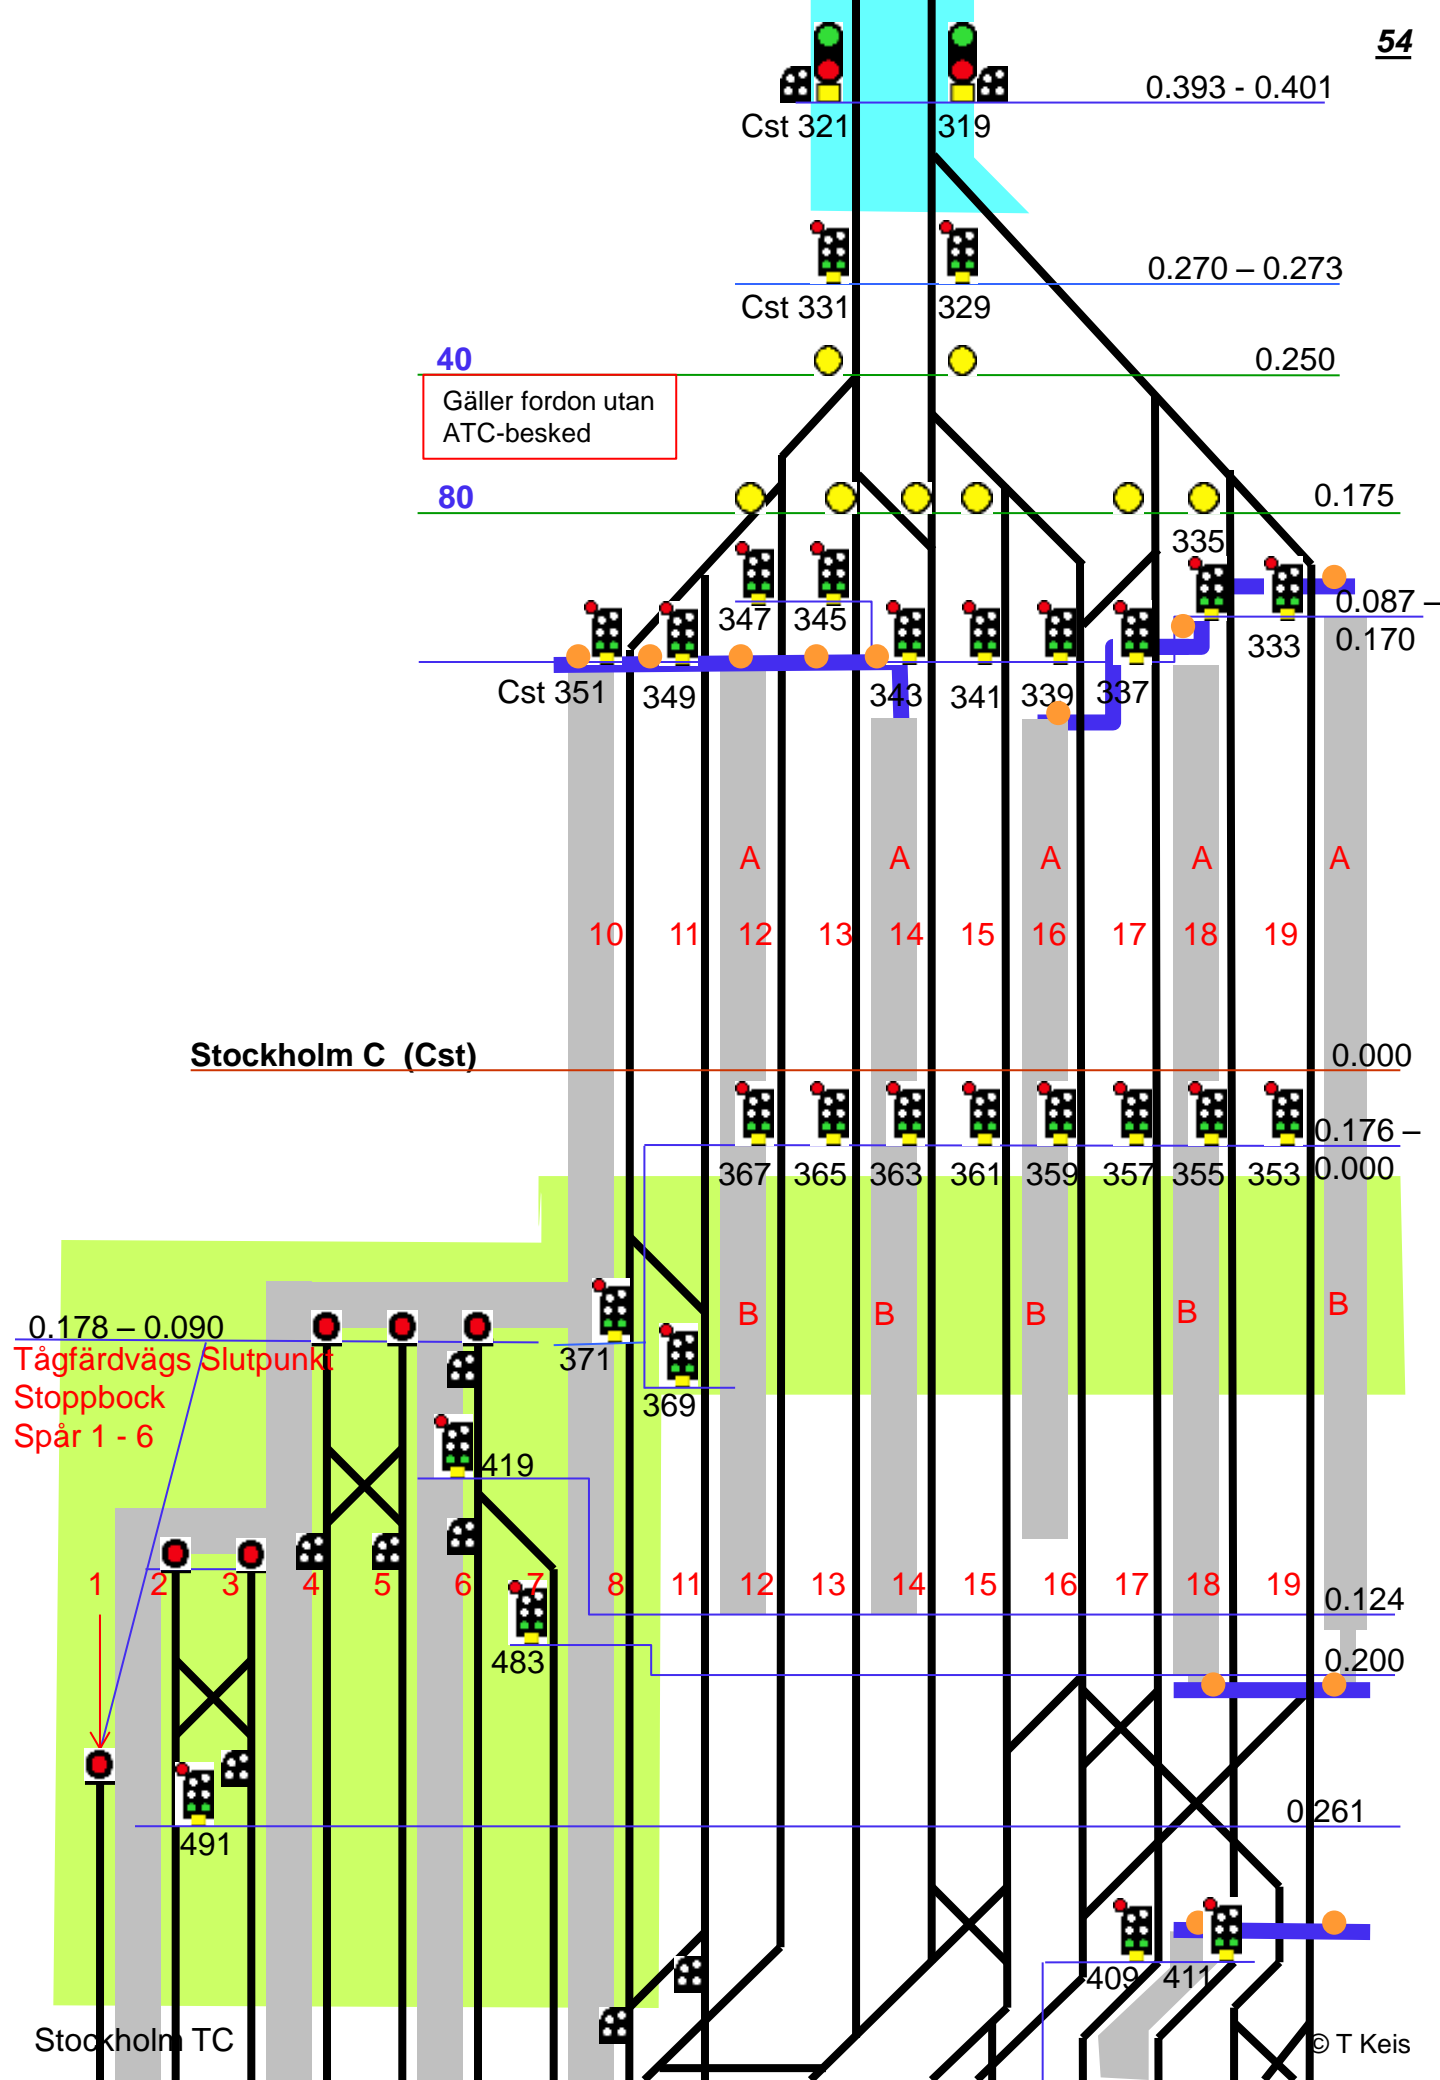 54
0.393 - 0.401
Cst 321 319
0.270 – 0.273
Cst 331 329
40 0.250
Gäller fordon utan
ATC-besked
80 0.175
335
0.087 –
347 345 333 0.170
Cst 351 349 343 341 339 337
A A A A A
10 11 12 13 14 15 16 17 18 19
Stockholm C (Cst) 0.000
0.176 –
367 365 363 361 359 357 355 353 0.000
B B B B B
0.178 – 0.090
Tågfärdvägs Slutpunkt 371
Stoppbock 369
Spår 1 - 6
419
1 2 3 4 5 6 7 8 11 12 13 14 15 16 17 18 19
0.124
483 0.200
0.261
491
409 411
Stockholm TC © T Keis